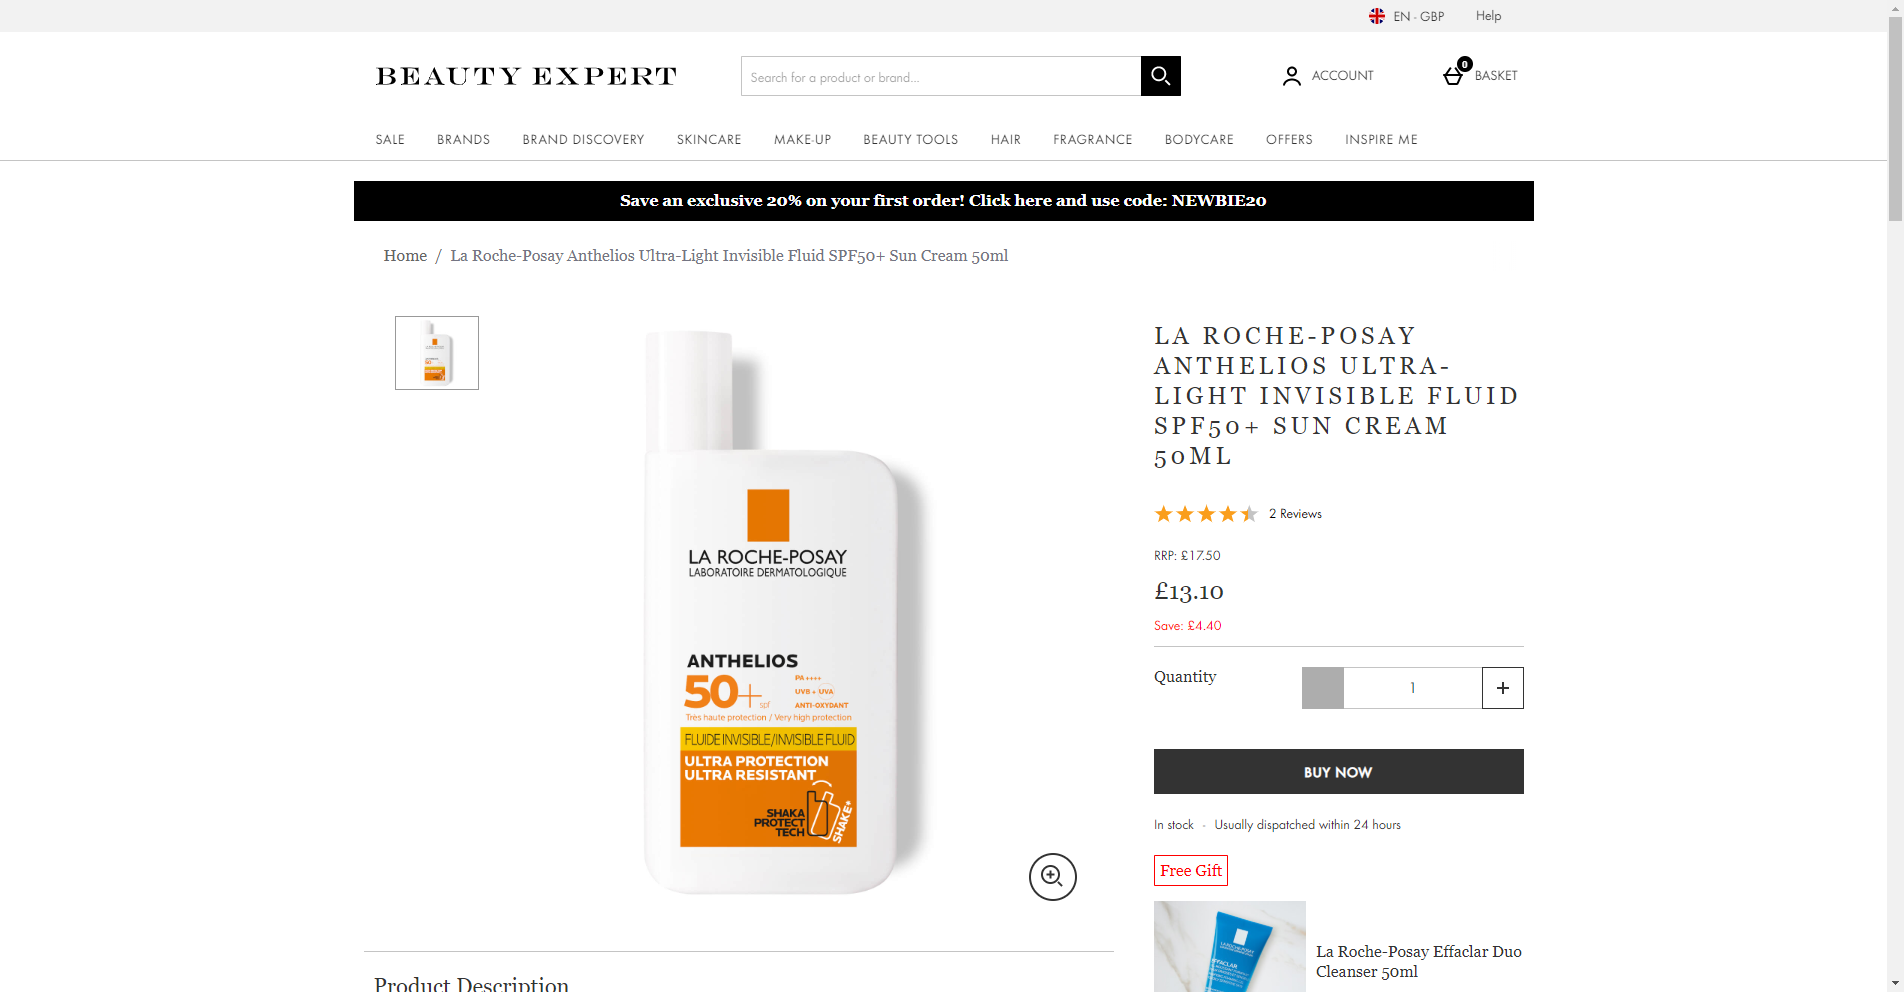 EN - GBP
Help
BEAUTY EXPERT
Search for a product or brand...
ACCOUNT
0
BASKET
SALE
BRANDS
BRAND DISCOVERY
SKINCARE
MAKE-UP
BEAUTY TOOLS
HAIR
FRAGRANCE
BODYCARE
OFFERS
INSPIRE ME
Save an exclusive 20% on your first order! Click here and use code: NEWBIE20
Home / La Roche-Posay Anthelios Ultra-Light Invisible Fluid SPF50+ Sun Cream 50ml
LA ROCHE-POSAY
LABORATOIRE DERMATOLOGIQUE
ANTHELIOS
50+ spf
PA++++
UVB + UVA
ANTI-OXYDANT
Très haute protection / Very high protection
FLUIDE INVISIBLE/INVISIBLE FLUID
ULTRA PROTECTION
ULTRA RESISTANT
SHAKA
PROTECT
TECH
SHAKE*
LA ROCHE-POSAY
ANTHELIOS ULTRA-
LIGHT INVISIBLE FLUID
SPF50+ SUN CREAM
50ML
2 Reviews
RRP: £17.50
£13.10
Save: £4.40
Quantity
1
+
BUY NOW
In stock - Usually dispatched within 24 hours
Free Gift
LA ROCHE-POSAY
EFFACLAR
La Roche-Posay Effaclar Duo
Cleanser 50ml
Product Description